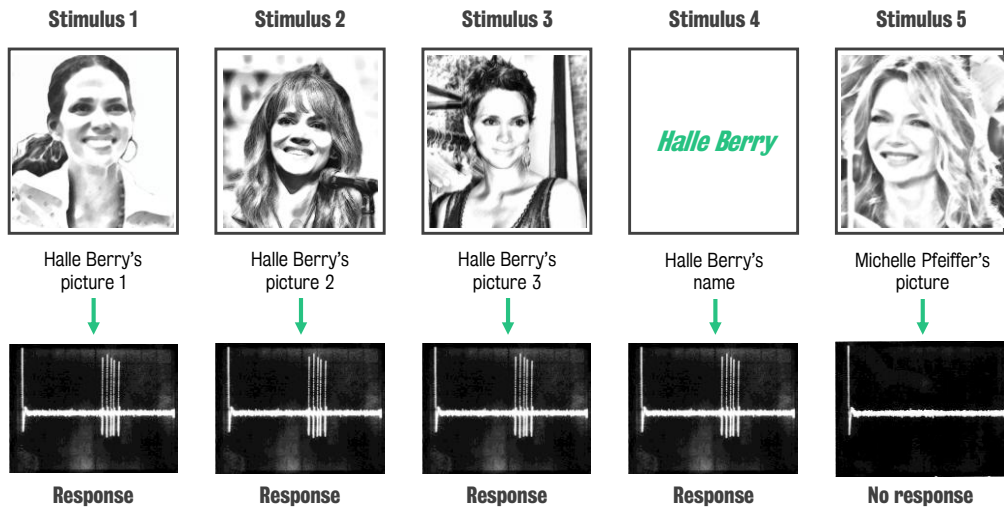 Stimulus 1
Stimulus 2
Stimulus 3
Stimulus 4
Stimulus 5
Halle Berry
Halle Berry's
picture 1
Halle Berry's
picture 2
Halle Berry's
picture 3
Halle Berry's
name
Michelle Pfeiffer's
picture
Response
Response
Response
Response
No response